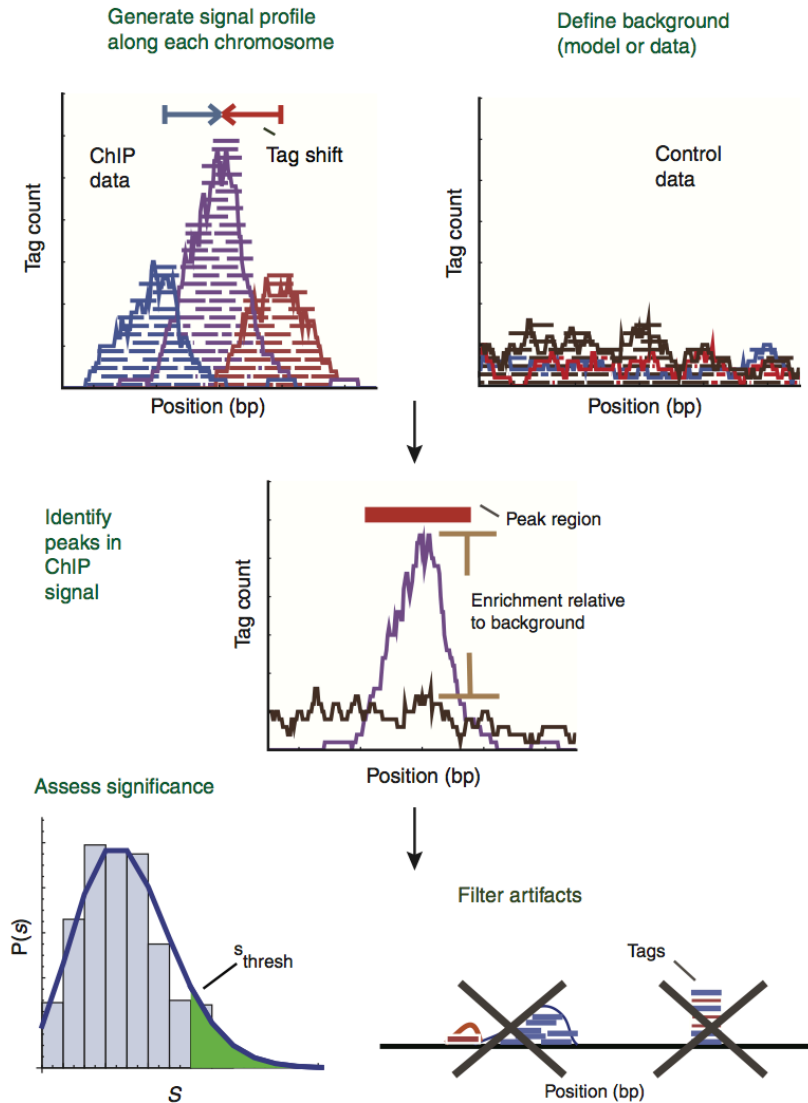 Generate signal profile
along each chromosome
Define background
(model or data)
ChIP
data
Tag shift
Tag count
Position (bp)
Control
data
Tag count
Position (bp)
Identify
peaks in
ChIP
signal
Peak region
Enrichment relative
to background
Tag count
Position (bp)
Assess significance
P(s)
s
thresh
S
Filter artifacts
Tags
Position (bp)